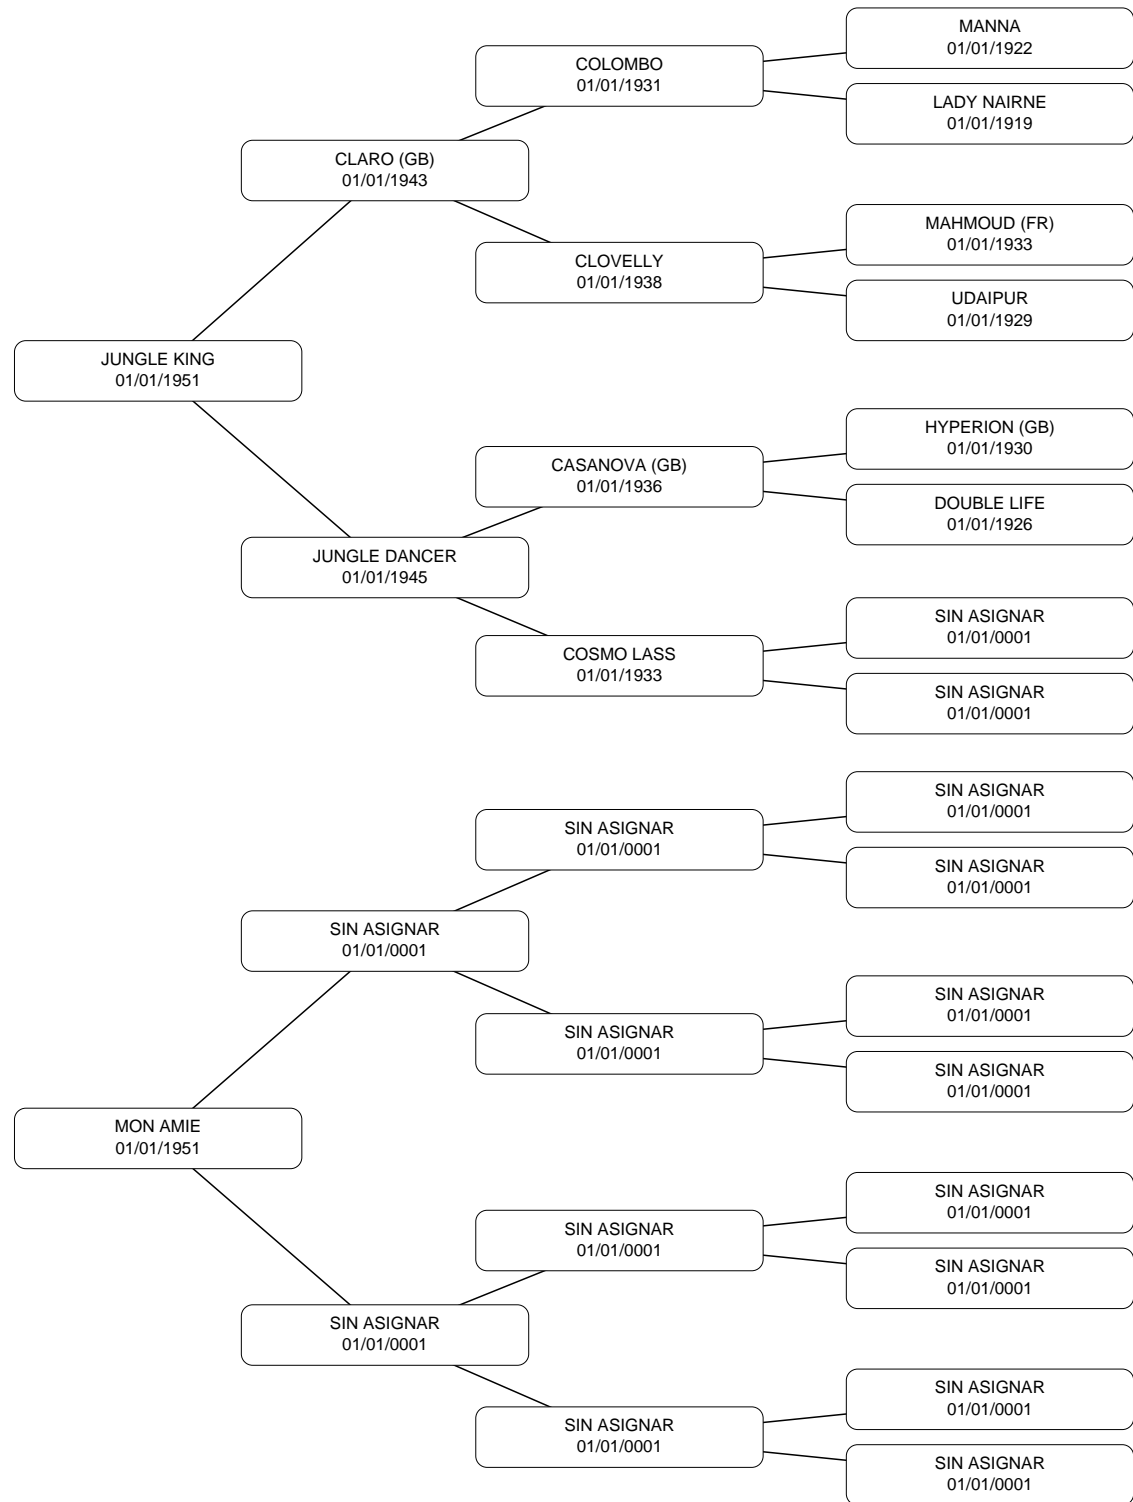 MANNA
01/01/1922
COLOMBO
01/01/1931
LADY NAIRNE
01/01/1919
CLARO (GB)
01/01/1943
MAHMOUD (FR)
01/01/1933
CLOVELLY
01/01/1938
UDAIPUR
01/01/1929
JUNGLE KING
01/01/1951
HYPERION (GB)
01/01/1930
CASANOVA (GB)
01/01/1936
DOUBLE LIFE
01/01/1926
JUNGLE DANCER
01/01/1945
SIN ASIGNAR
01/01/0001
COSMO LASS
01/01/1933
SIN ASIGNAR
01/01/0001
SIN ASIGNAR
01/01/0001
SIN ASIGNAR
01/01/0001
SIN ASIGNAR
01/01/0001
SIN ASIGNAR
01/01/0001
SIN ASIGNAR
01/01/0001
SIN ASIGNAR
01/01/0001
SIN ASIGNAR
01/01/0001
MON AMIE
01/01/1951
SIN ASIGNAR
01/01/0001
SIN ASIGNAR
01/01/0001
SIN ASIGNAR
01/01/0001
SIN ASIGNAR
01/01/0001
SIN ASIGNAR
01/01/0001
SIN ASIGNAR
01/01/0001
SIN ASIGNAR
01/01/0001